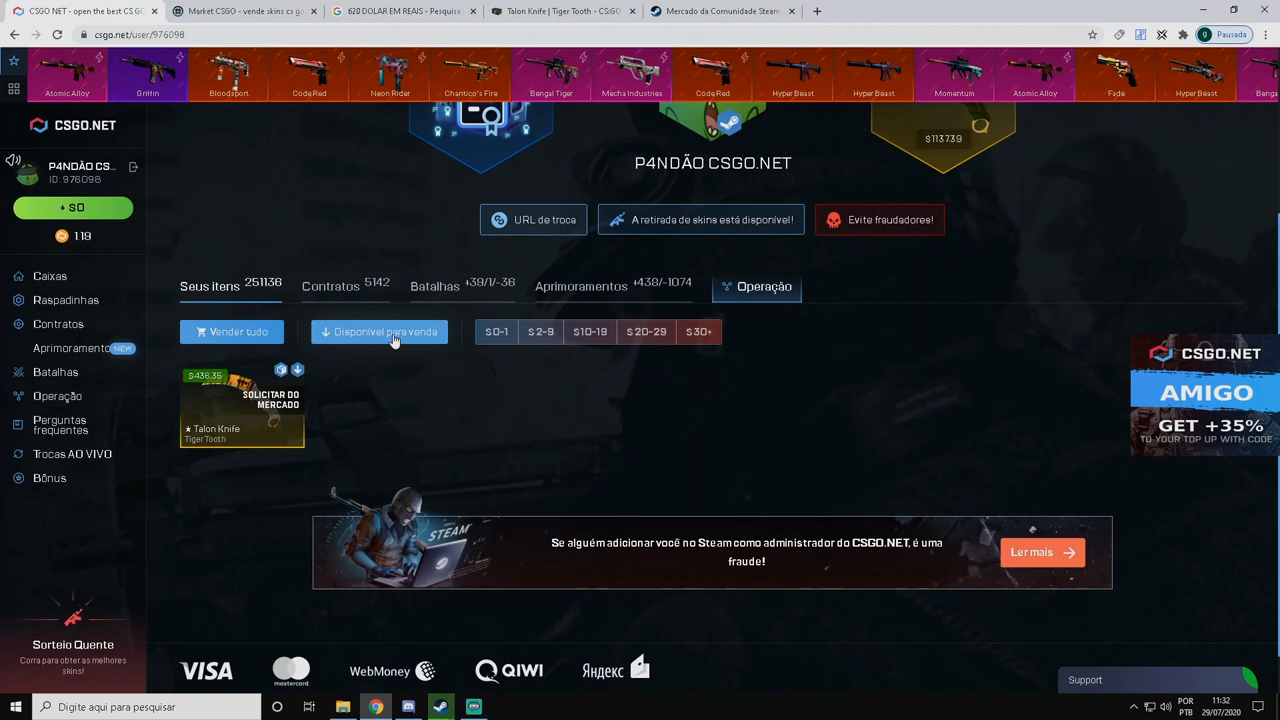 CSGO.NET - open the best CS GO
Market CSGO - vende skins cs go
620 DOLAR EM REAIS - Pesquisa
Talon Knife | Tiger Tooth - CS:GO
Mercado da Comunidade Steam
csgo.net/user/976098
Pausada
Atomic Alloy
Griffin
Bloodsport
Code Red
Neon Rider
Chantico's Fire
Bengal Tiger
Mecha Industries
Code Red
Hyper Beast
Hyper Beast
Momentum
Atomic Alloy
Fade
Hyper Beast
Benga
CSGO.NET
P4NDÃO CS...
ID: 976098
+ $0
1.19
Caixas
Raspadinhas
Contratos
Aprimoramento NEW
Batalhas
Operação
Perguntas
frequentes
Trocas AO VIVO
Bônus
Sorteio Quente
Corra para obter as melhores
skins!
$1137.39
P4NDÃO CSGO.NET
URL de troca
A retirada de skins está disponível!
Evite fraudadores!
Seus itens 251136
Contratos 5142
Batalhas +39/1/-36
Aprimoramentos +438/-1074
Operação
Vender tudo
Disponível para venda
$0-1
$2-9
$10-19
$20-29
$30+
$436.35
SOLICITAR DO
MERCADO
★ Talon Knife
Tiger Tooth
CSGO.NET
AMIGO
GET +35%
TO YOUR TOP UP WITH CODE
STEAM
Se alguém adicionar você no Steam como administrador do CSGO.NET, é uma
fraude!
Ler mais
VISA
mastercard
WebMoney
QIWI
Яндекс
Support
Digite aqui para pesquisar
POR
PTB
11:32
29/07/2020